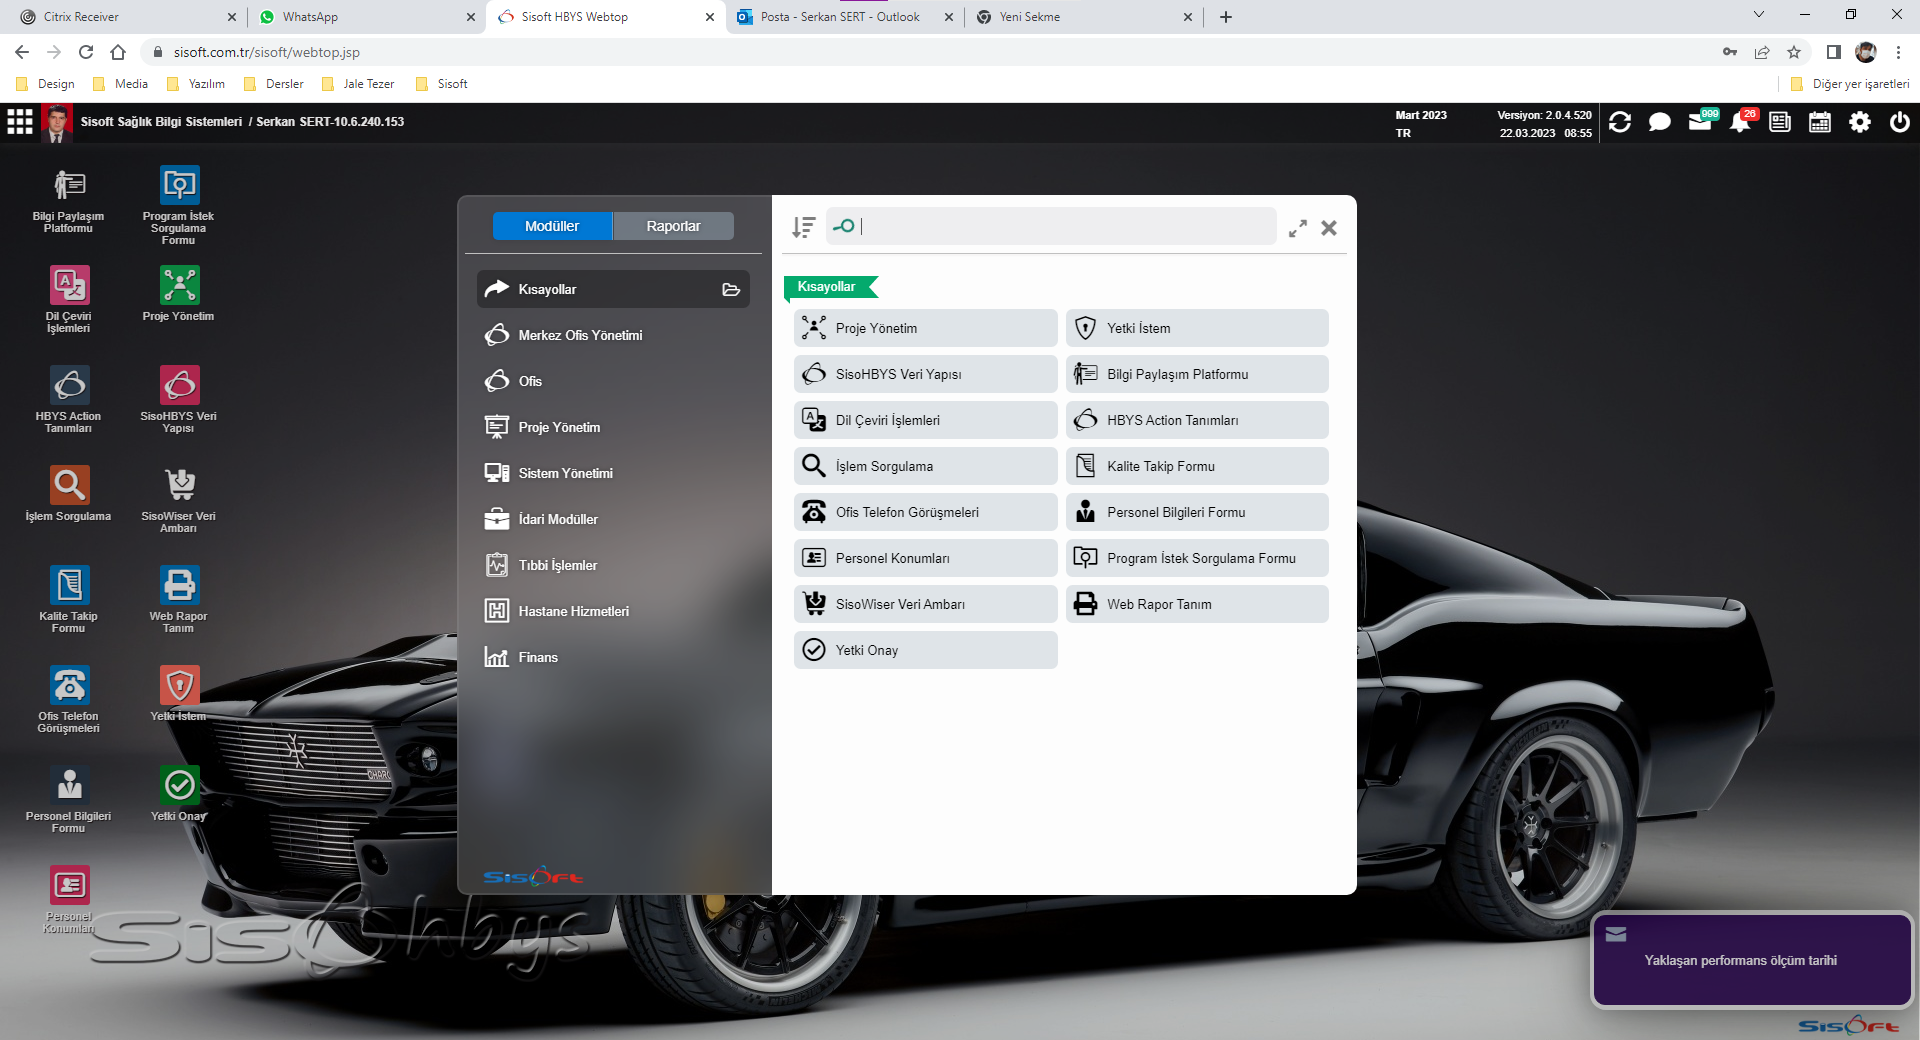 Citrix Receiver
WhatsApp
Sisoft HBYS Webtop
Posta - Serkan SERT - Outlook
Yeni Sekme
sisoft.com.tr/sisoft/webtop.jsp
Design
Media
Yazılım
Dersler
Jale Tezer
Sisoft
Diğer yer işaretleri
Sisoft Sağlık Bilgi Sistemleri / Serkan SERT-10.6.240.153
Mart 2023
TR
Versiyon: 2.0.4.520
22.03.2023 08:55
999
26
Bilgi Paylaşım
Platformu
Program İstek
Sorgulama
Formu
Dil Çeviri
İşlemleri
Proje Yönetim
HBYS Action
Tanımları
SisoHBYS Veri
Yapısı
İşlem Sorgulama
SisoWiser Veri
Ambarı
Kalite Takip
Formu
Web Rapor
Tanım
Ofis Telefon
Görüşmeleri
Yetki İstem
Personel Bilgileri
Formu
Yetki Onay
Personel
Konumları
Modüller
Raporlar
Kısayollar
Merkez Ofis Yönetimi
Ofis
Proje Yönetim
Sistem Yönetimi
İdari Modüller
Tıbbi İşlemler
Hastane Hizmetleri
Finans
Sisoft
Kısayollar
Proje Yönetim
Yetki İstem
SisoHBYS Veri Yapısı
Bilgi Paylaşım Platformu
Dil Çeviri İşlemleri
HBYS Action Tanımları
İşlem Sorgulama
Kalite Takip Formu
Ofis Telefon Görüşmeleri
Personel Bilgileri Formu
Personel Konumları
Program İstek Sorgulama Formu
SisoWiser Veri Ambarı
Web Rapor Tanım
Yetki Onay
Sisohbys
Yaklaşan performans ölçüm tarihi
Sisoft